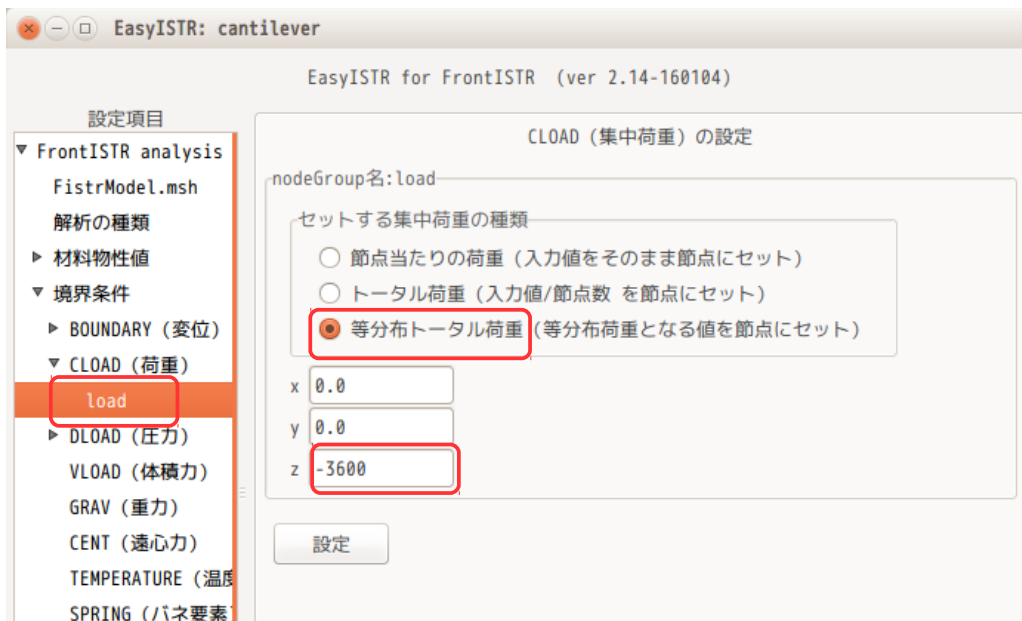 EasyISTR: cantilever
EasyISTR for FrontISTR (ver 2.14-160104)
設定項目
FrontISTR analysis
FistrModel.msh
解析の種類
材料物性値
境界条件
BOUNDARY (変位)
CLOAD (荷重)
load
DLOAD (圧力)
VLOAD (体積力)
GRAV (重力)
CENT (遠心力)
TEMPERATURE (温度
SPRING (バネ要素)
CLOAD (集中荷重) の設定
nodeGroup名:load
セットする集中荷重の種類
節点当たりの荷重 (入力値をそのまま節点にセット)
トータル荷重 (入力値/節点数 を節点にセット)
等分布トータル荷重 (等分布荷重となる値を節点にセット)
x 0.0
y 0.0
z -3600
設定